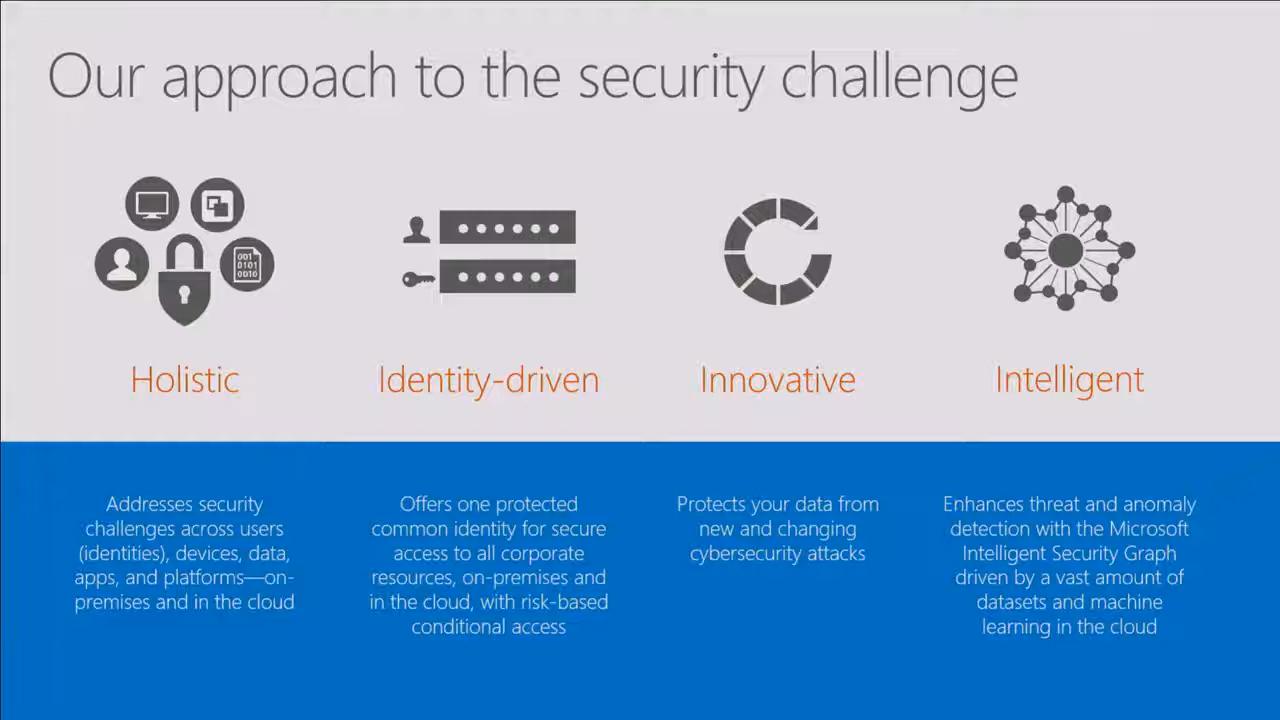 Our approach to the security challenge
001
0101
0010
Holistic
Identity-driven
Innovative
Intelligent
Addresses security
challenges across users
(identities), devices, data,
apps, and platforms—on-
premises and in the cloud
Offers one protected
common identity for secure
access to all corporate
resources, on-premises and
in the cloud, with risk-based
conditional access
Protects your data from
new and changing
cybersecurity attacks
Enhances threat and anomaly
detection with the Microsoft
Intelligent Security Graph
driven by a vast amount of
datasets and machine
learning in the cloud